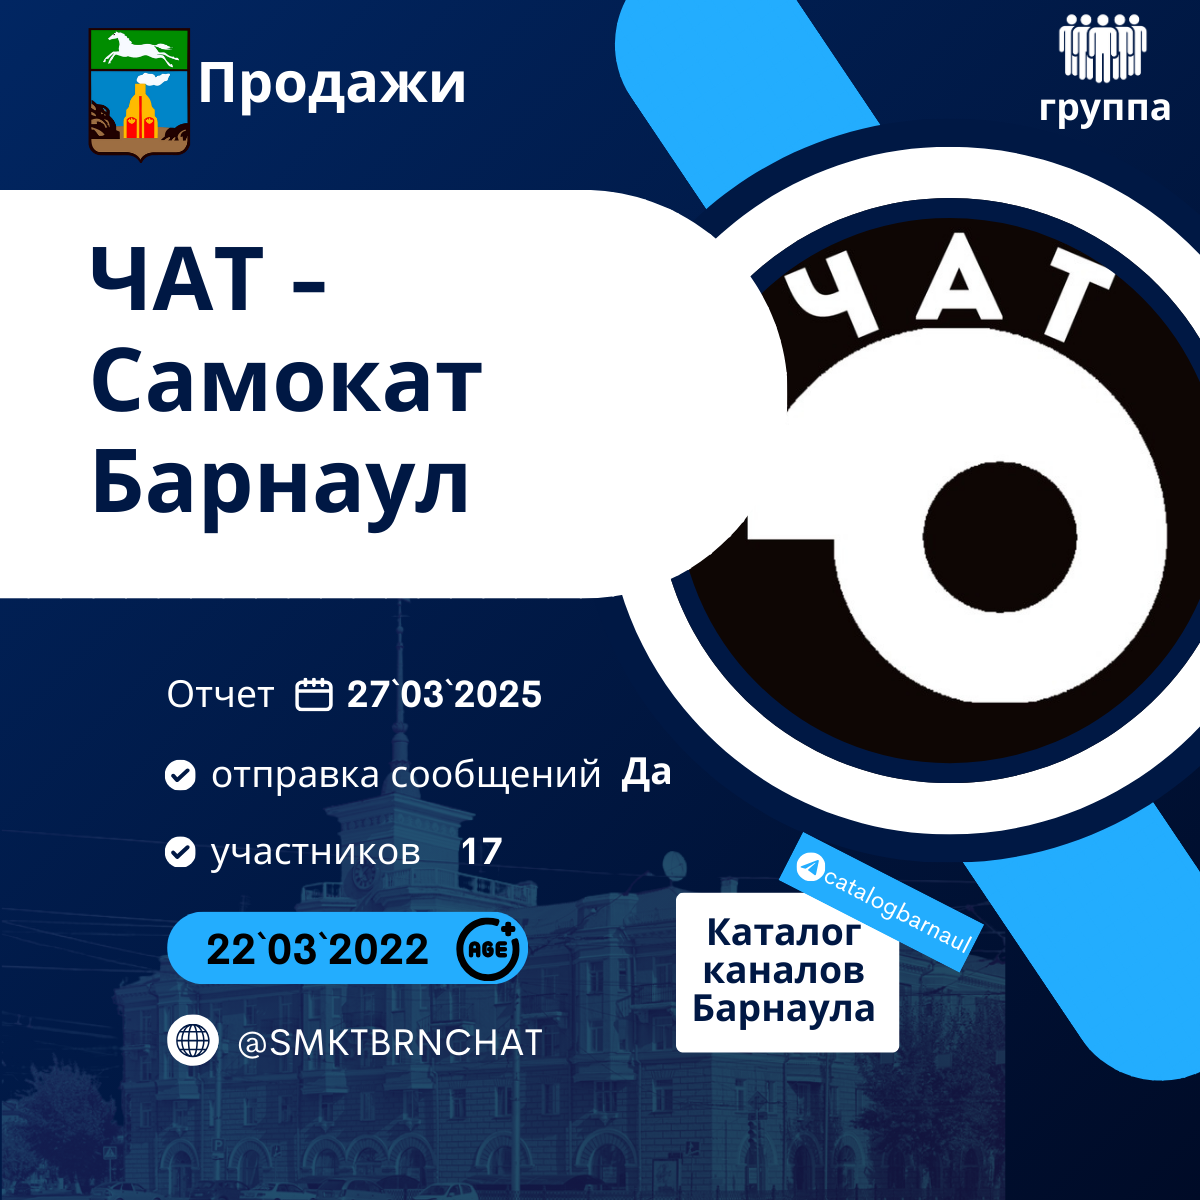 Продажи
группа
ЧАТ –
Самокат
Барнаул
ЧАТ
Отчет 27`03`2025
отправка сообщений Да
участников 17
22`03`2022 AGE+
@SMKTBRNCHAT
catalogbarnaul
Каталог
каналов
Барнаула